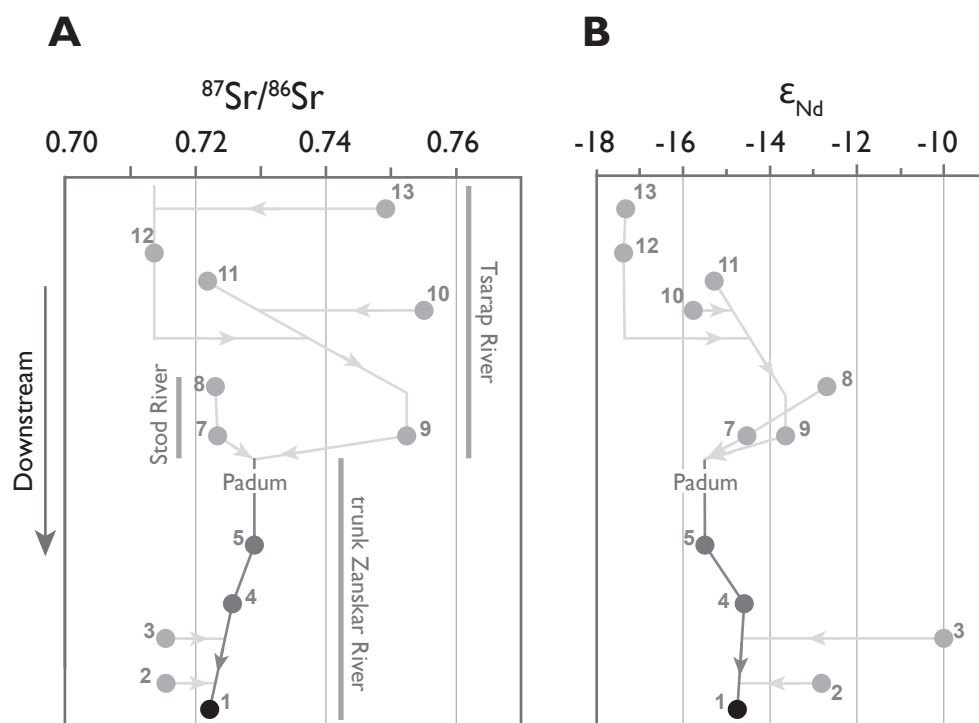 A
B
⁸⁷Sr/⁸⁶Sr
εNd
0.70 0.72 0.74 0.76
-18 -16 -14 -12 -10
13
12
11
10
8
7
9
5
4
3
2
1
Downstream
Stod River
Tsarap River
Padum
trunk Zanskar River
13
12
11
10
8
7
9
Padum
5
4
3
2
1